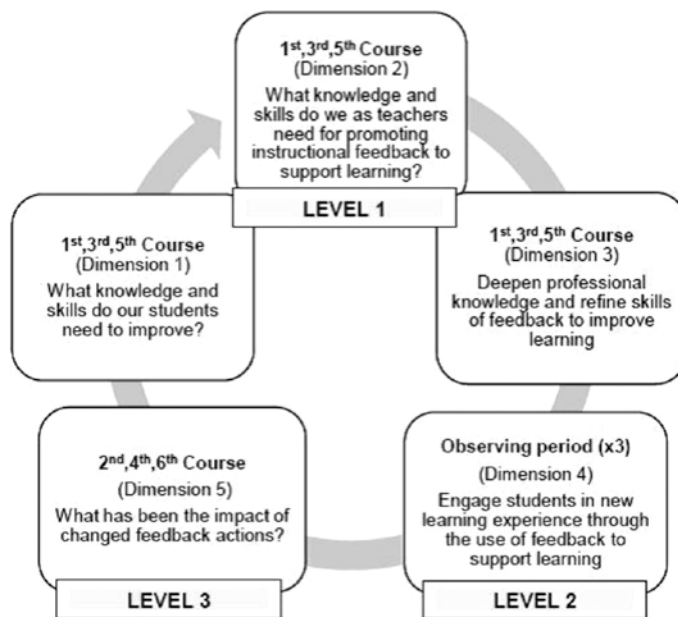 1st,3rd,5th Course
(Dimension 2)
What knowledge and
skills do we as teachers
need for promoting
instructional feedback to
support learning?
LEVEL 1
1st,3rd,5th Course
(Dimension 3)
Deepen professional
knowledge and refine skills
of feedback to improve
learning
Observing period (x3)
(Dimension 4)
Engage students in new
learning experience through
the use of feedback to
support learning
LEVEL 2
2nd,4th,6th Course
(Dimension 5)
What has been the impact of
changed feedback actions?
LEVEL 3
1st,3rd,5th Course
(Dimension 1)
What knowledge and
skills do our students
need to improve?